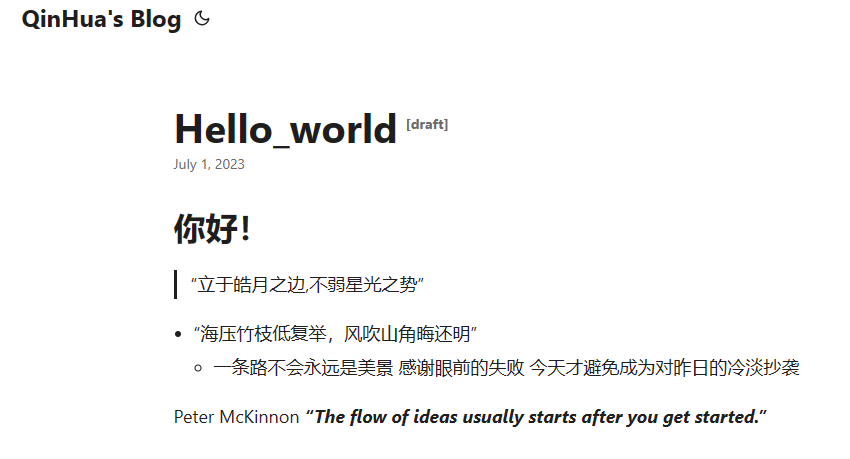 QinHua's Blog
Hello_world [draft]
July 1, 2023
你好！
“立于皓月之边,不弱星光之势”
“海压竹枝低复举，风吹山角晦还明”
一条路不会永远是美景 感谢眼前的失败 今天才避免成为对昨日的冷淡抄袭
Peter McKinnon “The flow of ideas usually starts after you get started.”